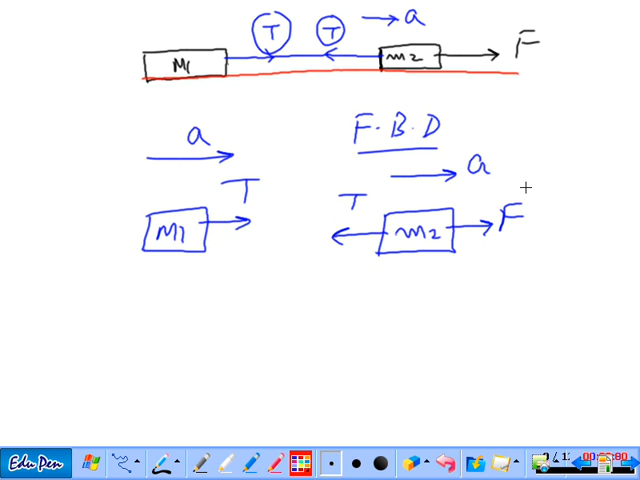 T T a
M1 m2 F
a F.B.D
a
T T
M1 m2 F
Edu Pen